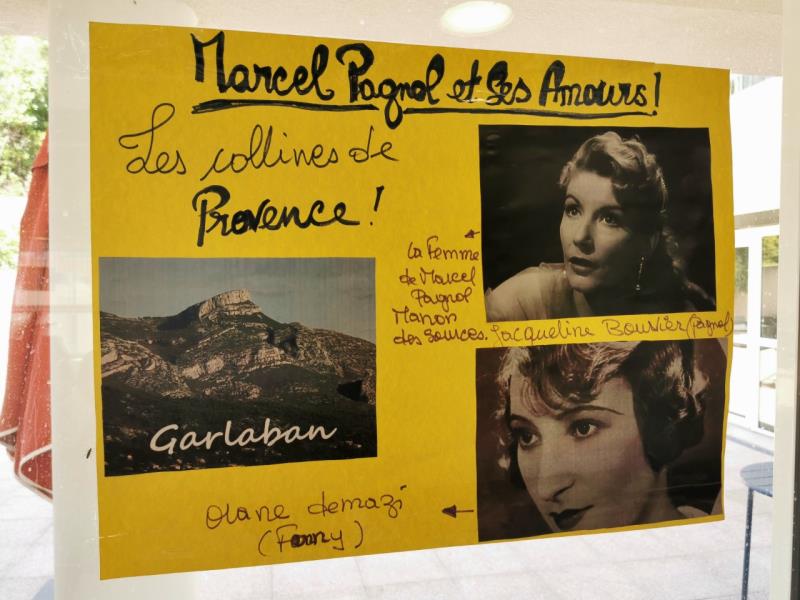 Marcel Pagnol et Ses Amours !
Les collines de
Provence !
La Femme
de Marcel
Pagnol
Manon
des Sources. Jacqueline Bouvier (Pagnol)
Garlaban
Orane demazi
(Fanny)